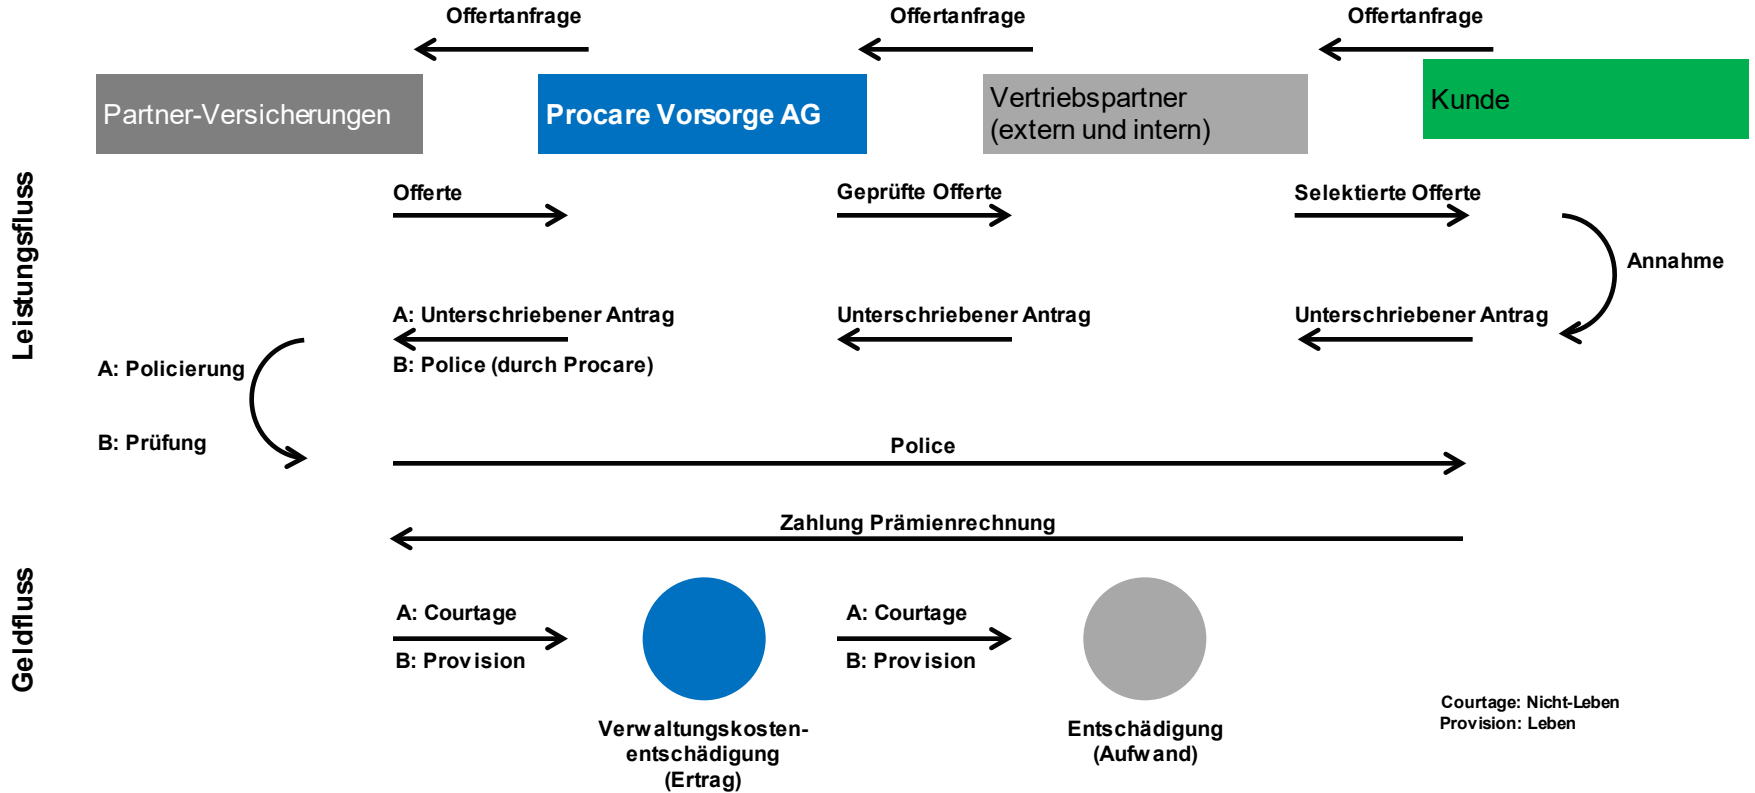 Offertanfrage
Offertanfrage
Offertanfrage
Partner-Versicherungen
Procare Vorsorge AG
Vertriebspartner
(extern und intern)
Kunde
Leistungsfluss
Offerte
Geprüfte Offerte
Selektierte Offerte
Annahme
A: Unterschriebener Antrag
Unterschriebener Antrag
Unterschriebener Antrag
B: Police (durch Procare)
A: Policierung
B: Prüfung
Police
Zahlung Prämienrechnung
Geldfluss
A: Courtage
B: Provision
A: Courtage
B: Provision
Verwaltungskosten-
entschädigung
(Ertrag)
Entschädigung
(Aufwand)
Courtage: Nicht-Leben
Provision: Leben